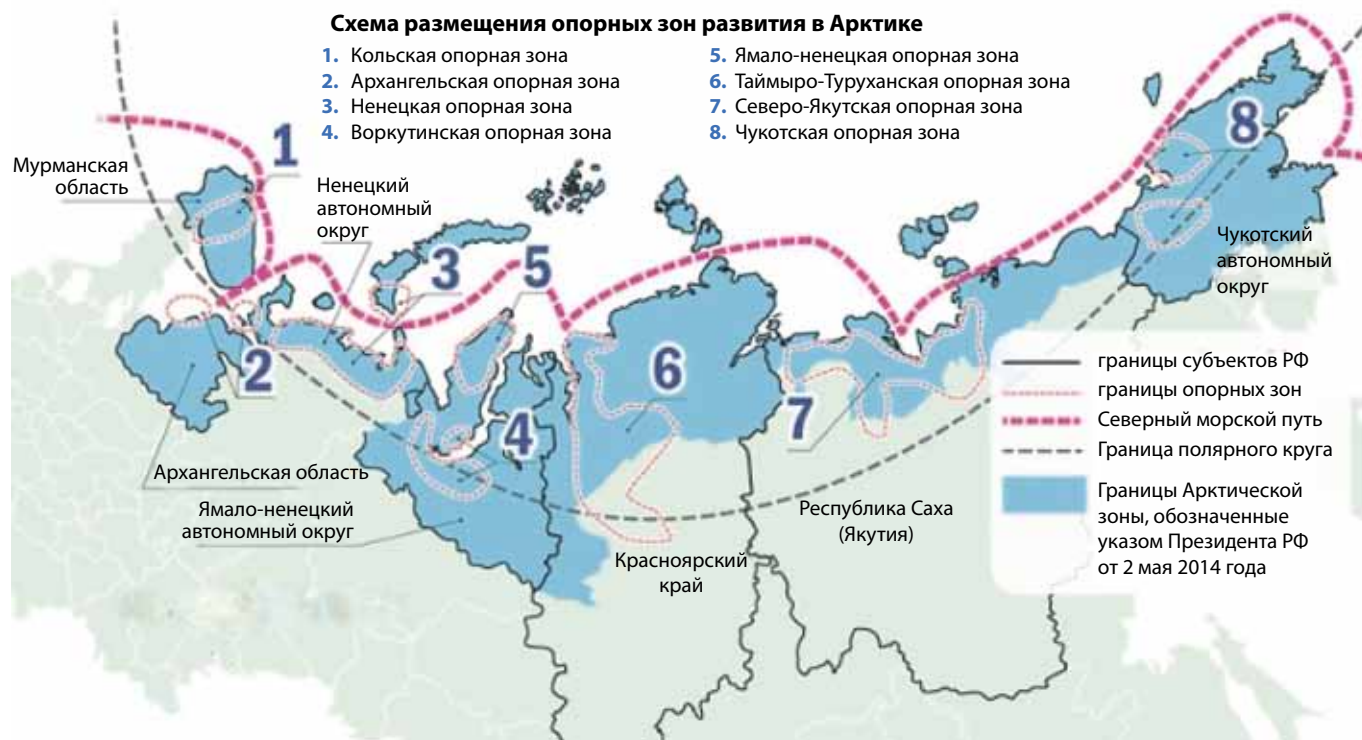 Схема размещения опорных зон развития в Арктике
1. Кольская опорная зона
2. Архангельская опорная зона
3. Ненецкая опорная зона
4. Воркутинская опорная зона
5. Ямало-ненецкая опорная зона
6. Таймыро-Туруханская опорная зона
7. Северо-Якутская опорная зона
8. Чукотская опорная зона
1
Мурманская
область
Ненецкий
автономный
округ
8
Чукотский
автономный
округ
3
5
2
6
7
4
Архангельская область
Ямало-ненецкий
автономный округ
Красноярский
край
Республика Саха
(Якутия)
границы субъектов РФ
границы опорных зон
Северный морской путь
Граница полярного круга
Границы Арктической
зоны, обозначенные
указом Президента РФ
от 2 мая 2014 года